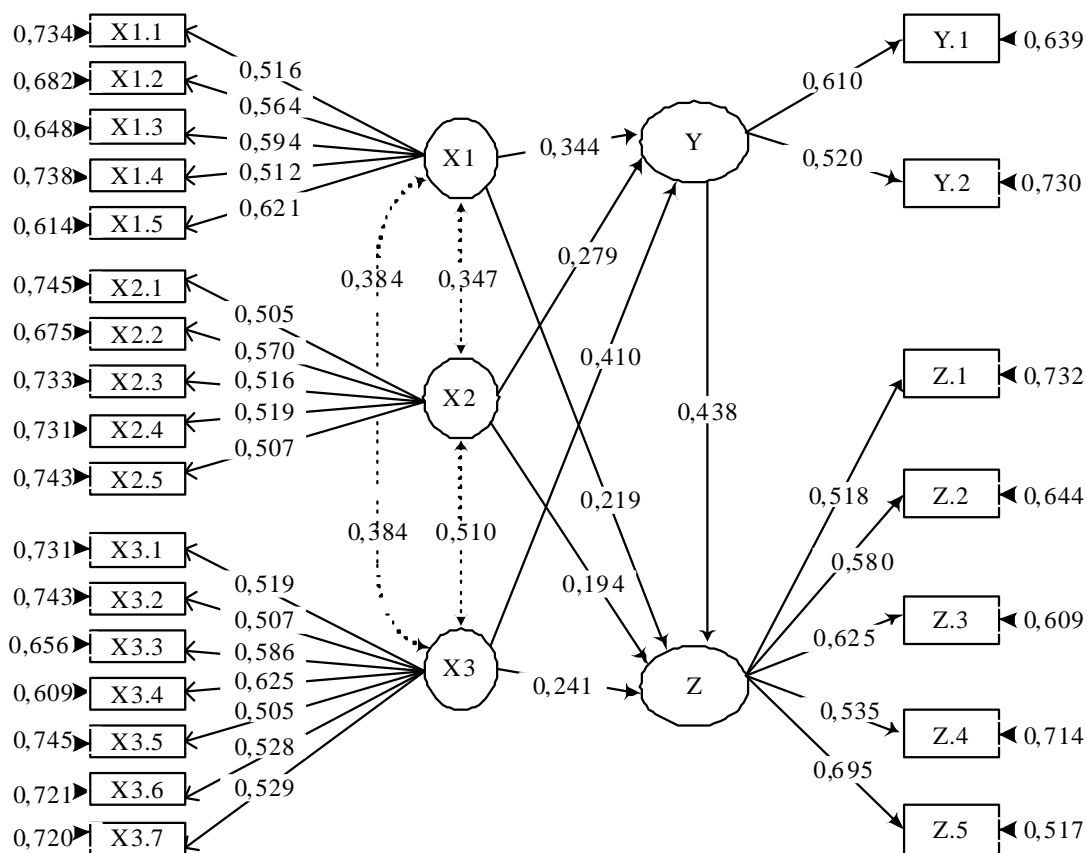 0,734 X1.1
0,682 X1.2
0,648 X1.3
0,738 X1.4
0,614 X1.5
0,516
0,564
0,594
0,512
0,621
X1
0,745 X2.1
0,675 X2.2
0,733 X2.3
0,731 X2.4
0,743 X2.5
0,505
0,570
0,516
0,519
0,507
X2
0,731 X3.1
0,743 X3.2
0,656 X3.3
0,609 X3.4
0,745 X3.5
0,721 X3.6
0,720 X3.7
0,519
0,507
0,586
0,625
0,505
0,528
0,529
X3
0,384
0,347
0,384
0,510
0,344
0,279
0,410
0,438
0,219
0,194
0,241
Y
Z
0,610
0,520
Y.1 0,639
Y.2 0,730
0,518
0,580
0,625
0,535
0,695
Z.1 0,732
Z.2 0,644
Z.3 0,609
Z.4 0,714
Z.5 0,517